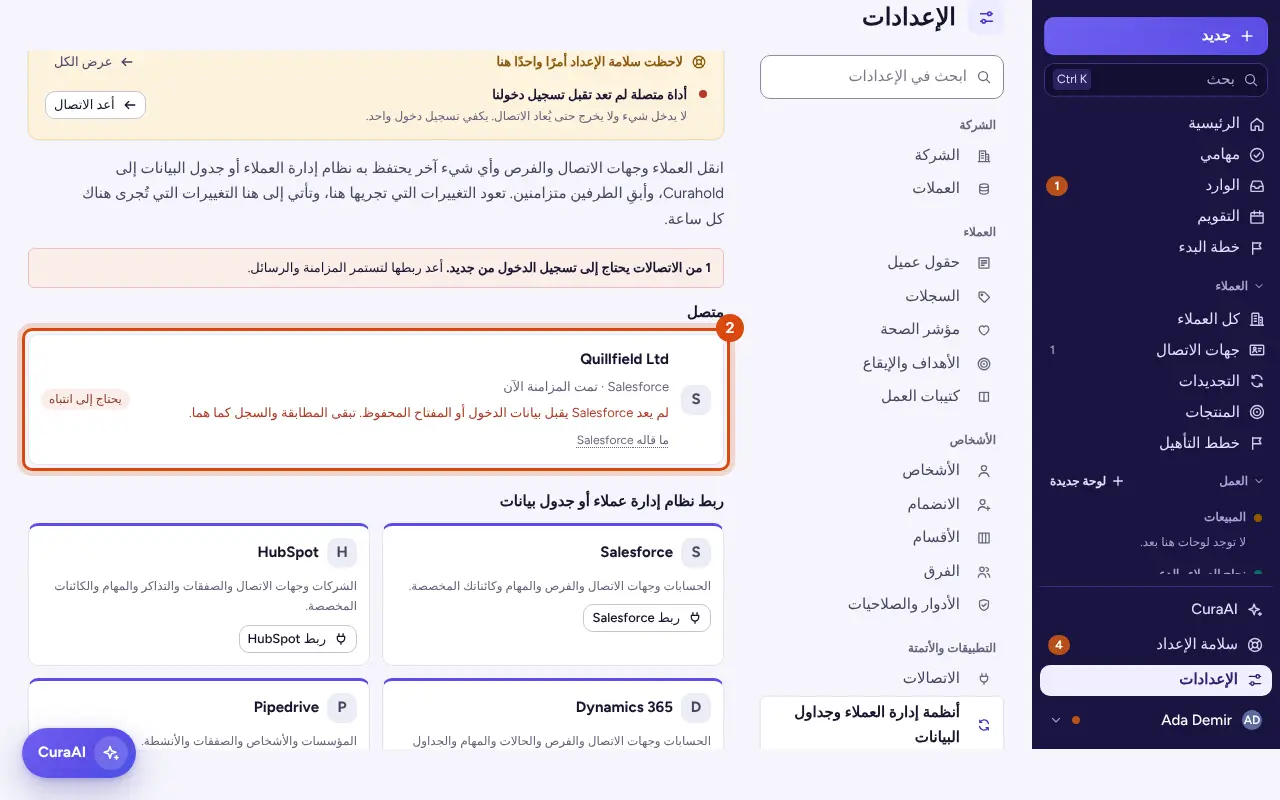 جديد
بحث
Ctrl K
الرئيسية
مهامي
الوارد
1
التقويم
خطة البدء
العملاء
كل العملاء
جهات الاتصال
1
التجديدات
المنتجات
خطط التأهيل
العمل
لوحة جديدة
المبيعات
لا توجد لوحات هنا بعد.
CuraAI
سلامة الإعداد
4
الإعدادات
Ada Demir
AD
الإعدادات
ابحث في الإعدادات
الشركة
الشركة
العملات
العملاء
حقول عميل
السجلات
مؤشر الصحة
الأهداف والإيقاع
كتيبات العمل
الأشخاص
الأشخاص
الانضمام
الأقسام
الفرق
الأدوار والصلاحيات
التطبيقات والأتمتة
الاتصالات
أنظمة إدارة العملاء وجداول
البيانات
لاحظت سلامة الإعداد أمرًا واحدًا هنا
عرض الكل
أداة متصلة لم تعد تقبل تسجيل دخولنا
لا يدخل شيء ولا يخرج حتى يُعاد الاتصال. يكفي تسجيل دخول واحد.
أعد الاتصال
انقل العملاء وجهات الاتصال والفرص وأي شيء آخر يحتفظ به نظام إدارة العملاء أو جدول البيانات إلى
Curahold، وأبقِ الطرفين متزامنين. تعود التغييرات التي تجريها هنا، وتأتي إلى هنا التغييرات التي تُجرى هناك
كل ساعة.
1 من الاتصالات يحتاج إلى تسجيل الدخول من جديد. أعد ربطها لتستمر المزامنة والرسائل.
متصل
2
Quillfield Ltd
S
Salesforce · تمت المزامنة الآن
لم يعد Salesforce يقبل بيانات الدخول أو المفتاح المحفوظ. تبقى المطابقة والسجل كما هما.
ما قاله Salesforce
يحتاج إلى انتباه
ربط نظام إدارة عملاء أو جدول بيانات
S
Salesforce
الحسابات وجهات الاتصال والفرص والمهام وكائناتك المخصصة.
ربط Salesforce
H
HubSpot
الشركات وجهات الاتصال والصفقات والتذاكر والمهام والكائنات
المخصصة.
ربط HubSpot
D
Dynamics 365
الحسابات وجهات الاتصال والفرص والحالات والمهام والجداول
P
Pipedrive
المؤسسات والأشخاص والصفقات والأنشطة.
CuraAI